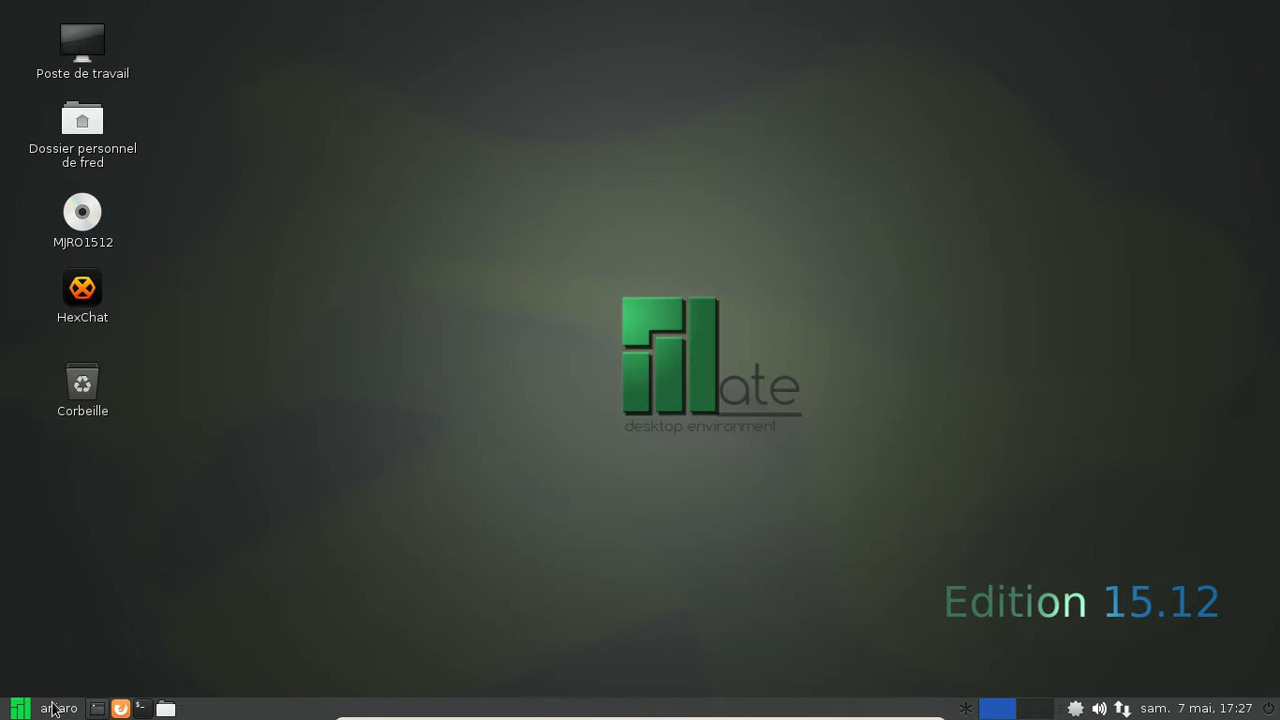 Poste de travail
Dossier personnel
de fred
MJRO1512
HexChat
Corbeille
ate
desktop environment
Edition 15.12
sam. 7 mai, 17:27